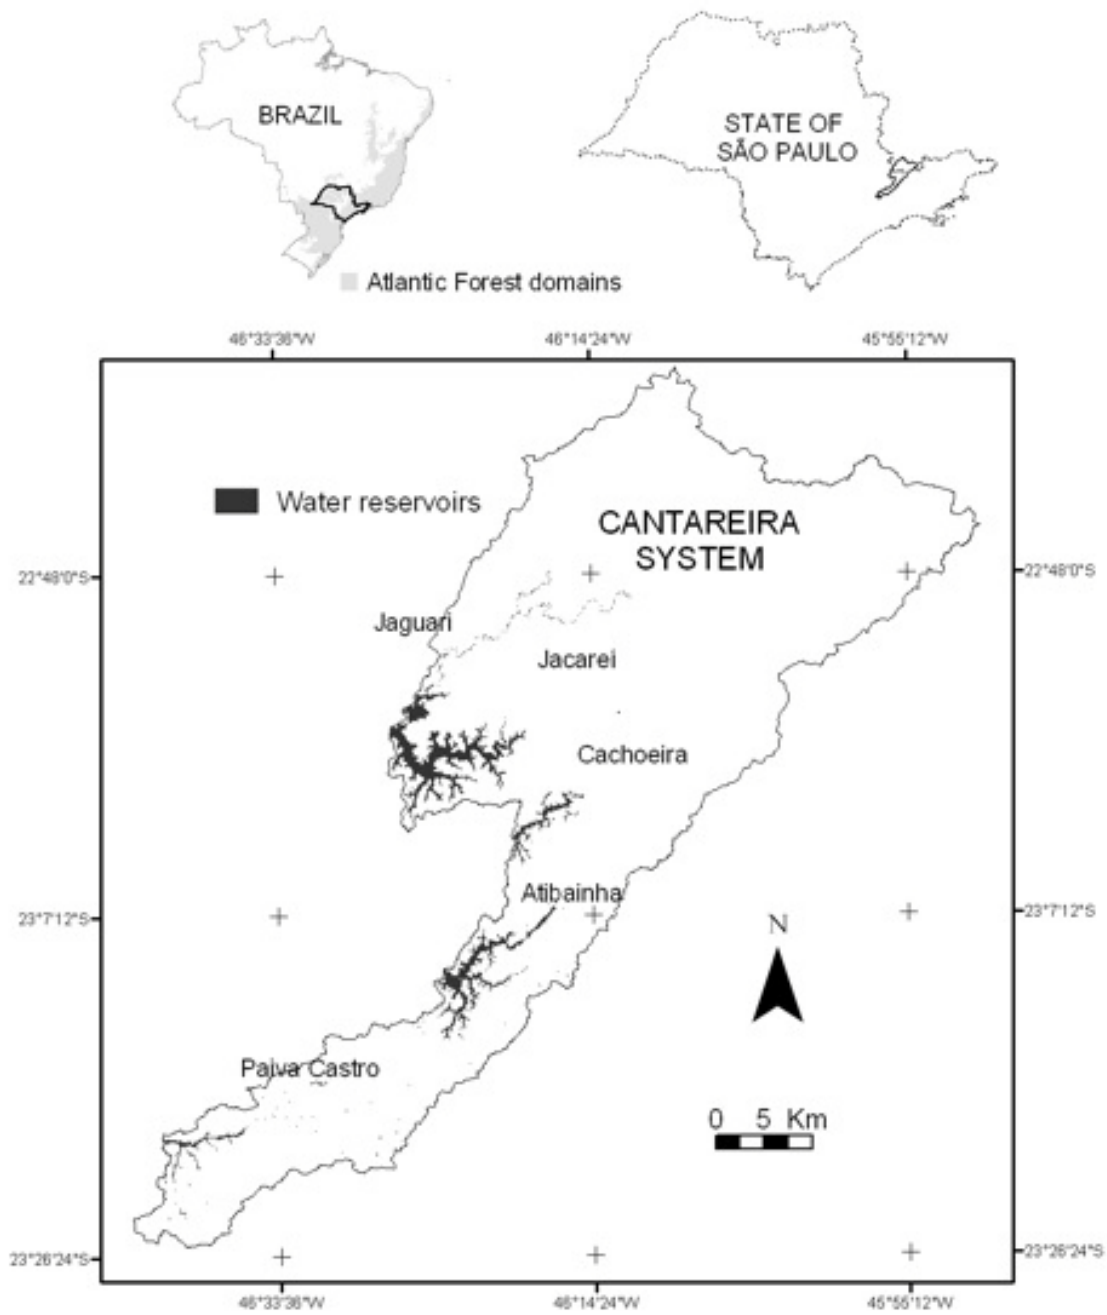 BRAZIL
STATE OF
SÃO PAULO
Atlantic Forest domains
46°33'36"W
46°14'24"W
45°55'12"W
Water reservoirs
CANTAREIRA
SYSTEM
22°48'0"S
22°48'0"S
Jaguari
Jacarei
Cachoeira
Atibainha
23°7'12"S
23°7'12"S
N
Paiva Castro
0 5 Km
23°26'24"S
23°26'24"S
46°33'36"W
46°14'24"W
45°55'12"W